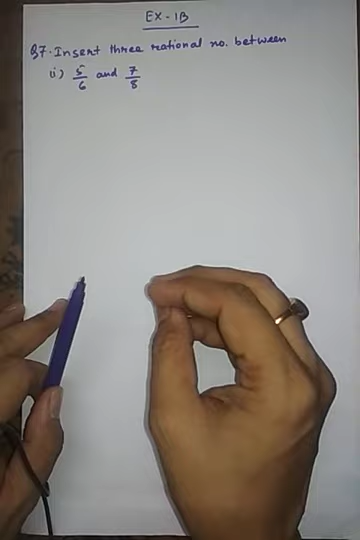 EX-1B
Q7. Insert three rational no. between
(i) 5/6 and 7/8